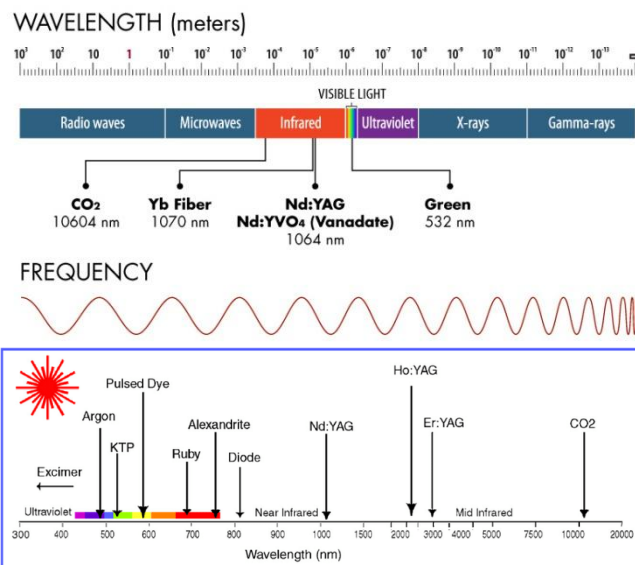 WAVELENGTH (meters)
10³ 10² 10 1 10⁻¹ 10⁻² 10⁻³ 10⁻⁴ 10⁻⁵ 10⁻⁶ 10⁻⁷ 10⁻⁸ 10⁻⁹ 10⁻¹⁰ 10⁻¹¹ 10⁻¹² 10⁻¹³
VISIBLE LIGHT
Radio waves Microwaves Infrared Ultraviolet X-rays Gamma-rays
CO₂ Yb Fiber Nd:YAG Green
10604 nm 1070 nm Nd:YVO₄ (Vanadate) 532 nm
1064 nm
FREQUENCY
Ho:YAG
Pulsed Dye
Argon Alexandrite Nd:YAG Er:YAG CO2
KTP Ruby Diode
Excimer
Ultraviolet Near Infrared Mid Infrared
300 400 500 600 700 800 900 1000 1500 2000 3000 4000 5000 7500 10000 20000
Wavelength (nm)